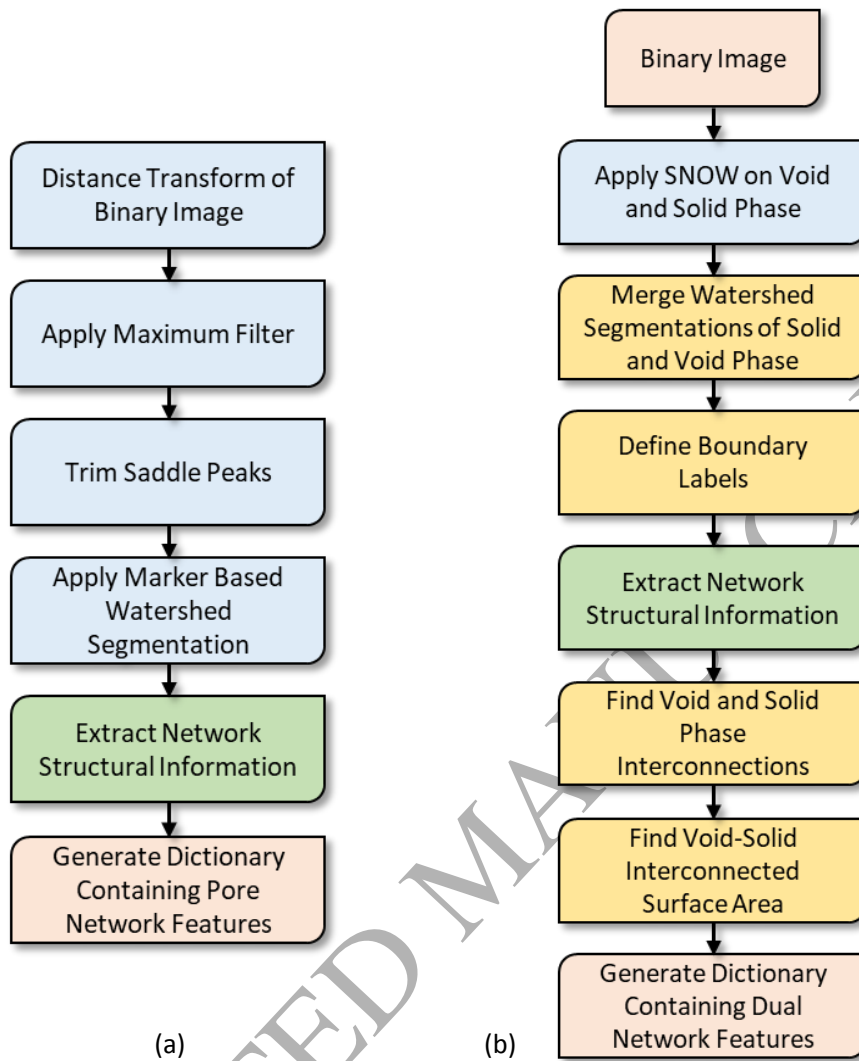 Distance Transform of
Binary Image
Apply Maximum Filter
Trim Saddle Peaks
Apply Marker Based
Watershed
Segmentation
Extract Network
Structural Information
Generate Dictionary
Containing Pore
Network Features
(a)
Binary Image
Apply SNOW on Void
and Solid Phase
Merge Watershed
Segmentations of Solid
and Void Phase
Define Boundary
Labels
Extract Network
Structural Information
Find Void and Solid
Phase
Interconnections
Find Void-Solid
Interconnected
Surface Area
Generate Dictionary
Containing Dual
Network Features
(b)